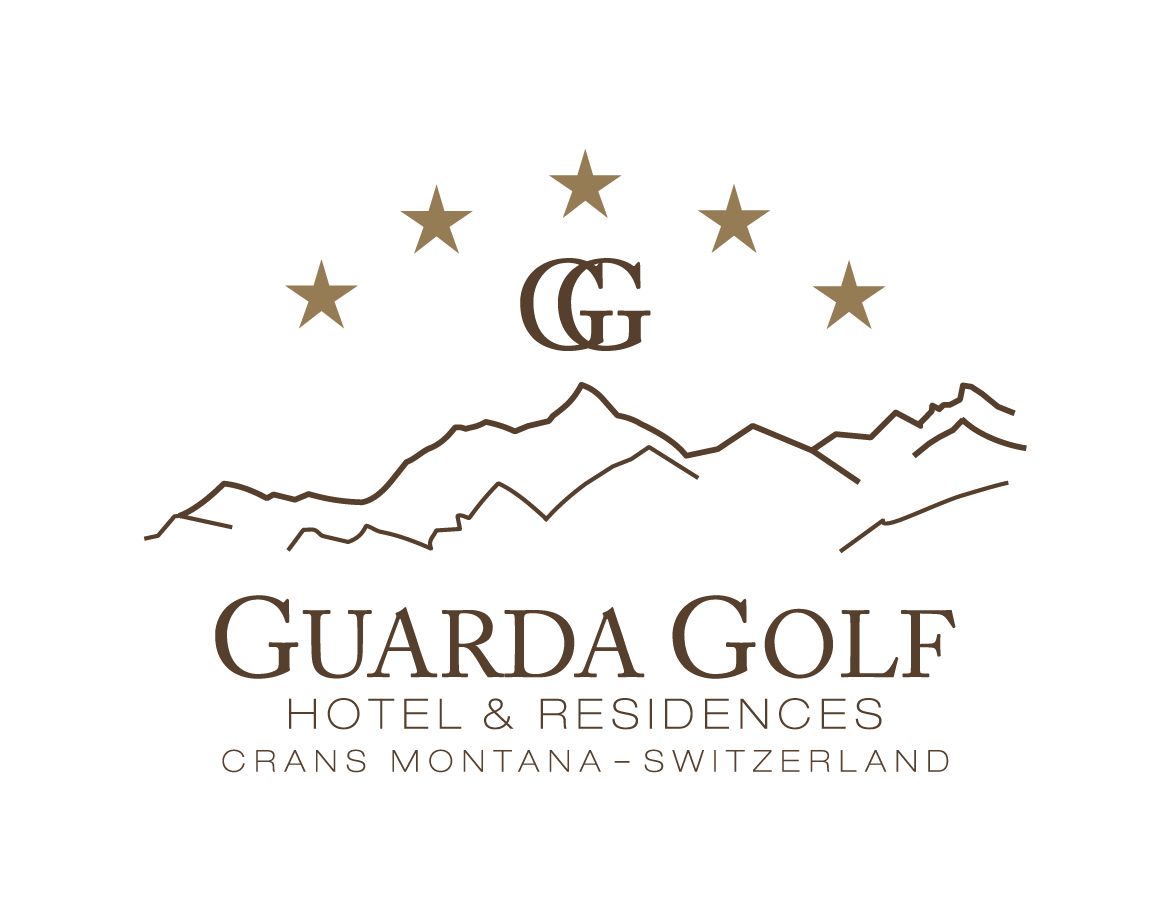 GG
GUARDA GOLF
HOTEL & RESIDENCES
CRANS MONTANA – SWITZERLAND